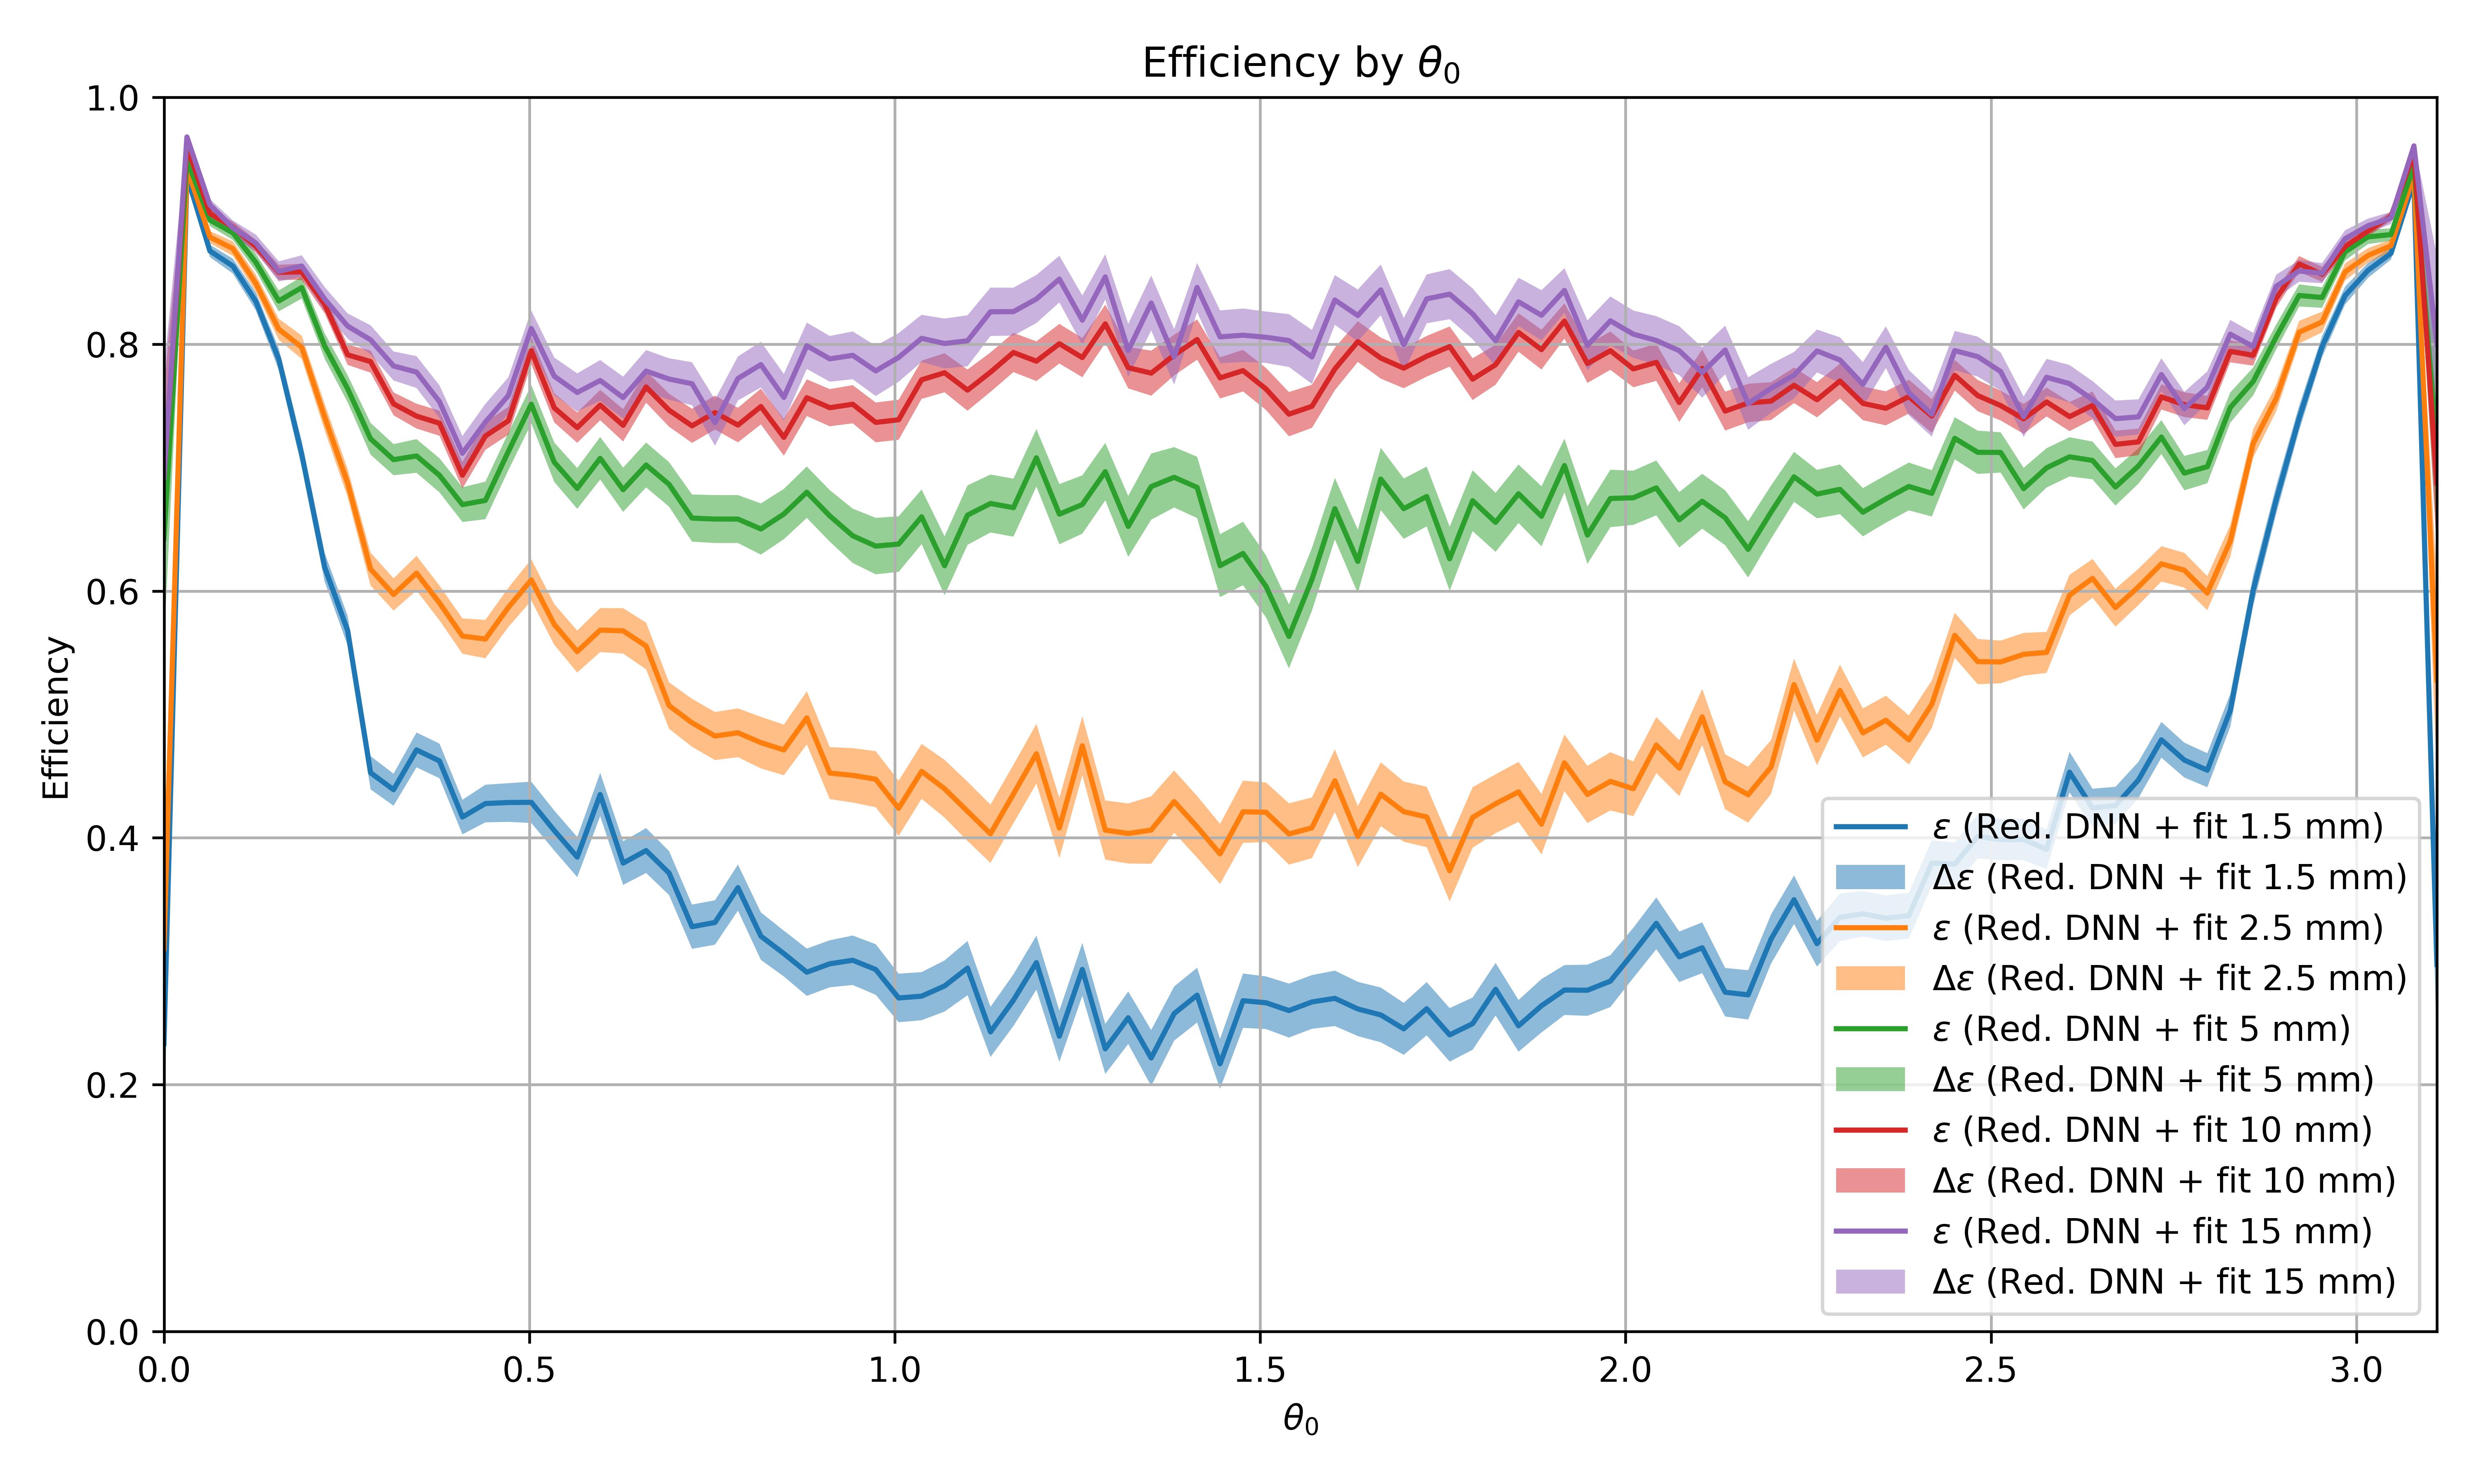 Efficiency by θ₀
Efficiency
1.0
0.8
0.6
0.4
0.2
0.0
ε (Red. DNN + fit 1.5 mm)
Δε (Red. DNN + fit 1.5 mm)
ε (Red. DNN + fit 2.5 mm)
Δε (Red. DNN + fit 2.5 mm)
ε (Red. DNN + fit 5 mm)
Δε (Red. DNN + fit 5 mm)
ε (Red. DNN + fit 10 mm)
Δε (Red. DNN + fit 10 mm)
ε (Red. DNN + fit 15 mm)
Δε (Red. DNN + fit 15 mm)
0.0 0.5 1.0 1.5 2.0 2.5 3.0
θ₀